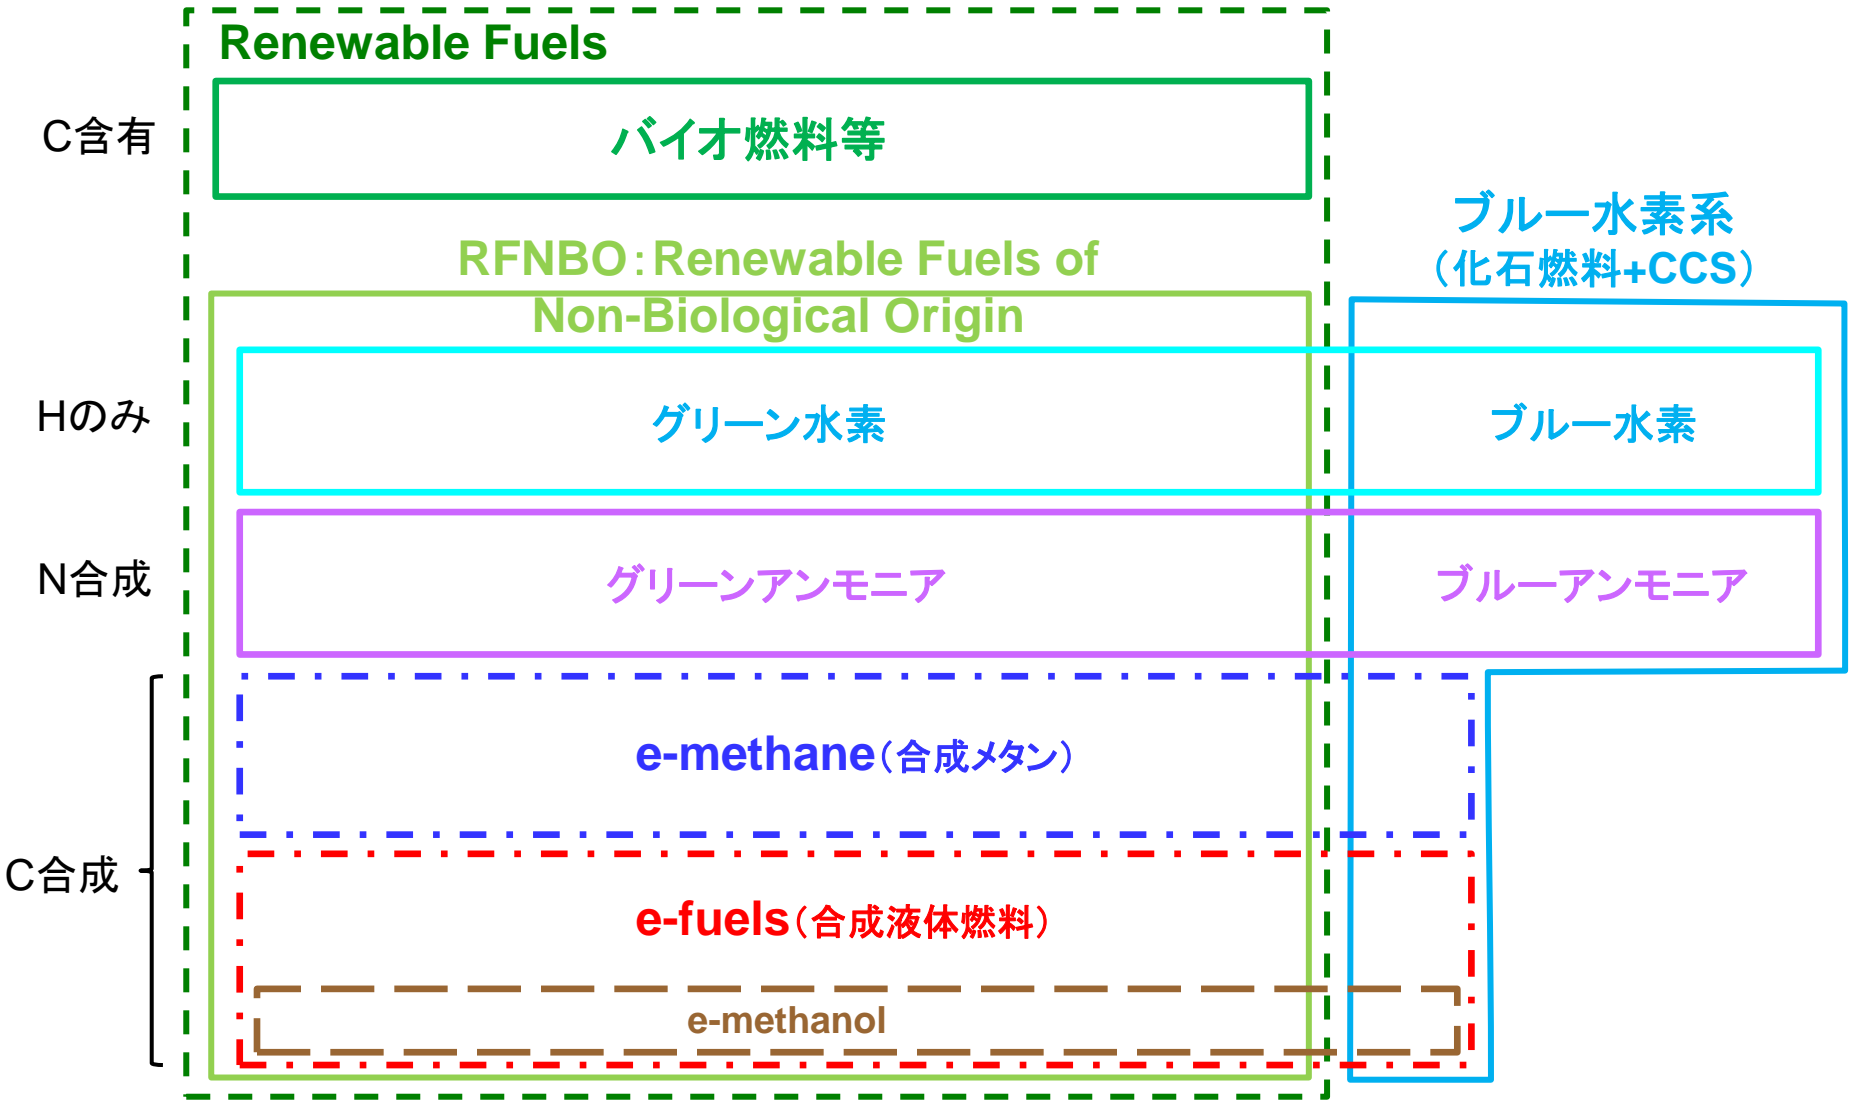 Renewable Fuels
C含有
バイオ燃料等
ブルー水素系
（化石燃料+CCS）
RFNBO：Renewable Fuels of
Non-Biological Origin
Hのみ
グリーン水素
ブルー水素
N合成
グリーンアンモニア
ブルーアンモニア
e-methane（合成メタン）
C合成
e-fuels（合成液体燃料）
e-methanol